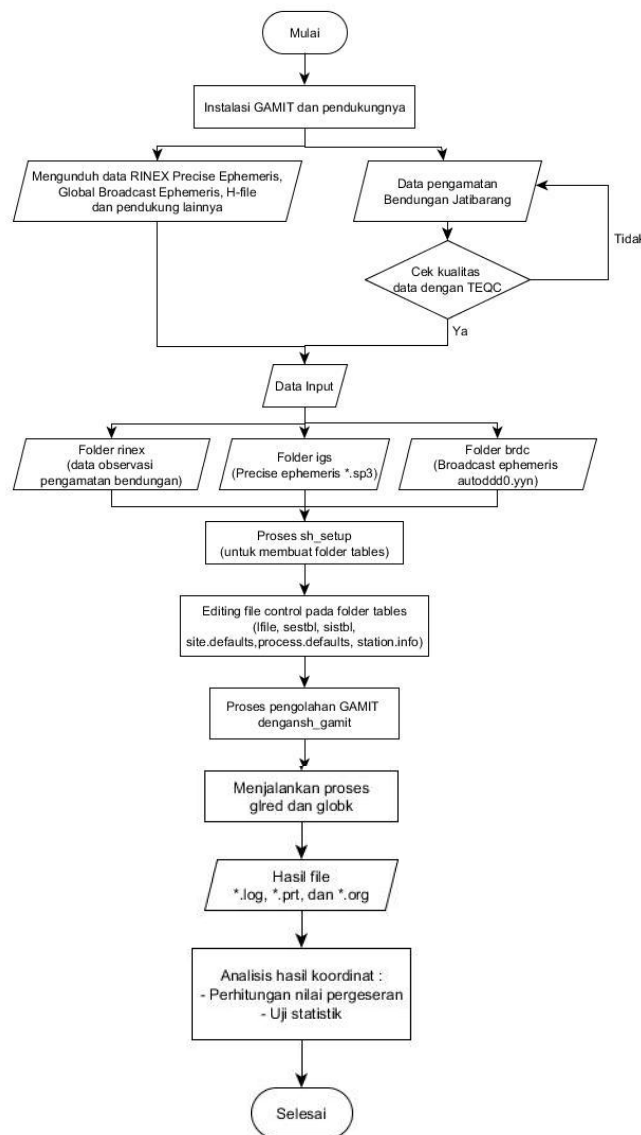 Mulai
Instalasi GAMIT dan pendukungnya
Mengunduh data RINEX Precise Ephemeris,
Global Broadcast Ephemeris, H-file
dan pendukung lainnya
Data pengamatan
Bendungan Jatibarang
Tidak
Cek kualitas
data dengan TEQC
Ya
Data Input
Folder rinex
(data observasi
pengamatan bendungan)
Folder igs
(Precise ephemeris *.sp3)
Folder brdc
(Broadcast ephemeris
autoddd0.yyn)
Proses sh_setup
(untuk membuat folder tables)
Editing file control pada folder tables
(lfile, sestbl, sistbl,
site.defaults,process.defaults, station.info)
Proses pengolahan GAMIT
dengansh_gamit
Menjalankan proses
glred dan globk
Hasil file
*.log, *.prt, dan *.org
Analisis hasil koordinat :
- Perhitungan nilai pergeseran
- Uji statistik
Selesai